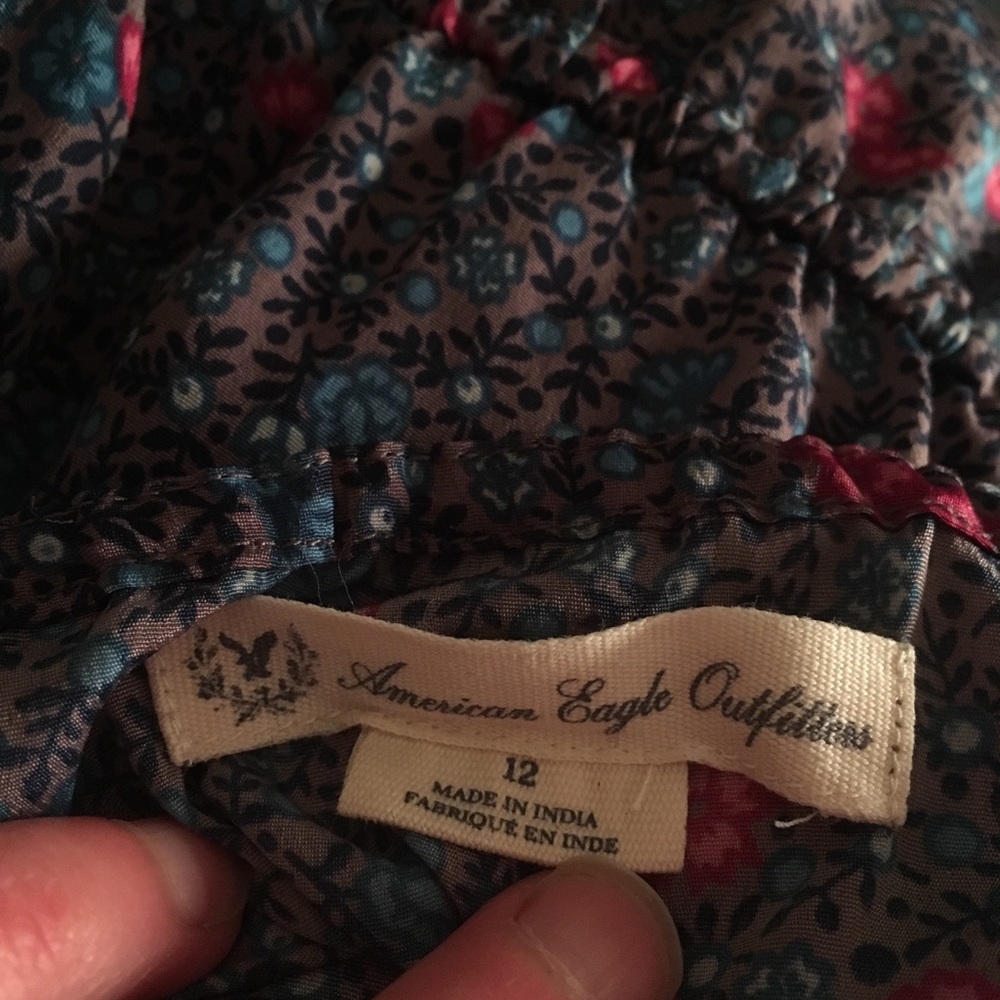 American Eagle Outfitters
12
MADE IN INDIA
FABRIQUÉ EN INDE